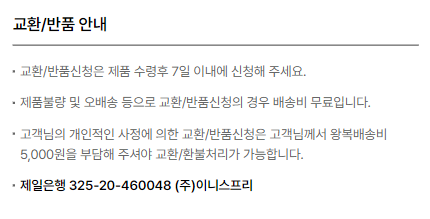 교환/반품 안내
· 교환/반품신청은 제품 수령후 7일 이내에 신청해 주세요.
· 제품불량 및 오배송 등으로 교환/반품신청의 경우 배송비 무료입니다.
· 고객님의 개인적인 사정에 의한 교환/반품신청은 고객님께서 왕복배송비
5,000원을 부담해 주셔야 교환/환불처리가 가능합니다.
· 제일은행 325-20-460048 (주)이니스프리